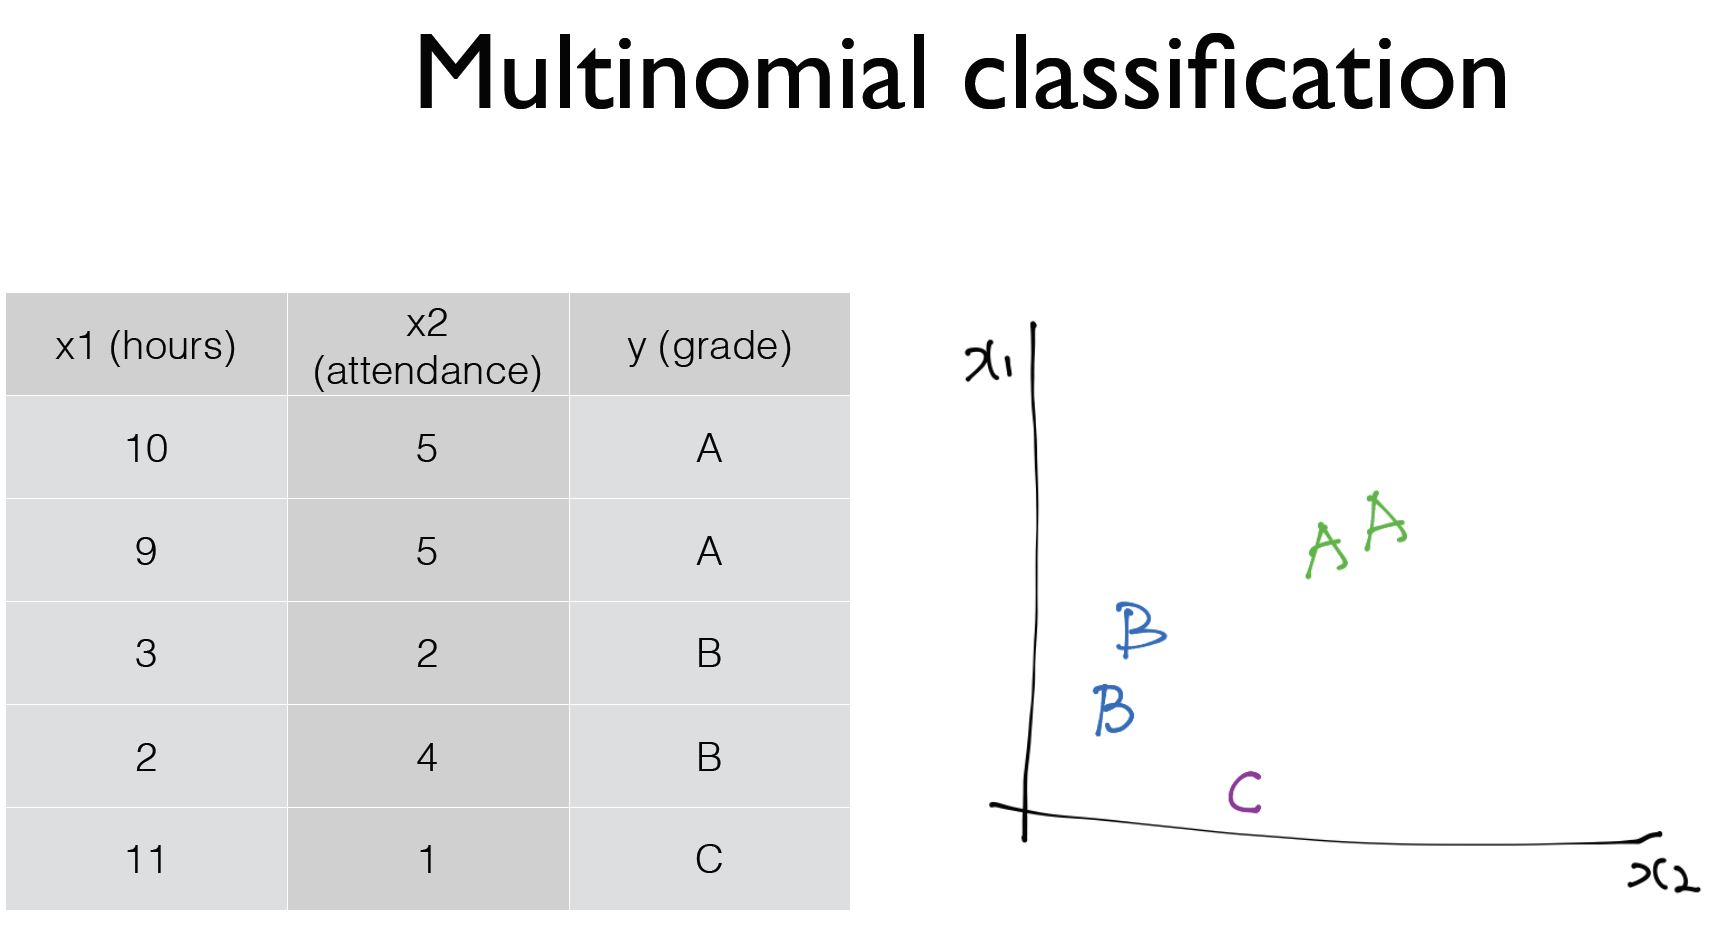 Multinomial classification
x1 (hours) x2 (attendance) y (grade)
10 5 A
9 5 A
3 2 B
2 4 B
11 1 C
x1
A A
B
B
C
x2